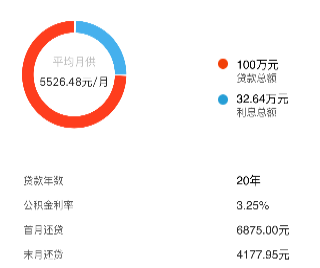 平均月供
5526.48元/月
100万元
贷款总额
32.64万元
利息总额
贷款年数 20年
公积金利率 3.25%
首月还贷 6875.00元
末月还贷 4177.95元